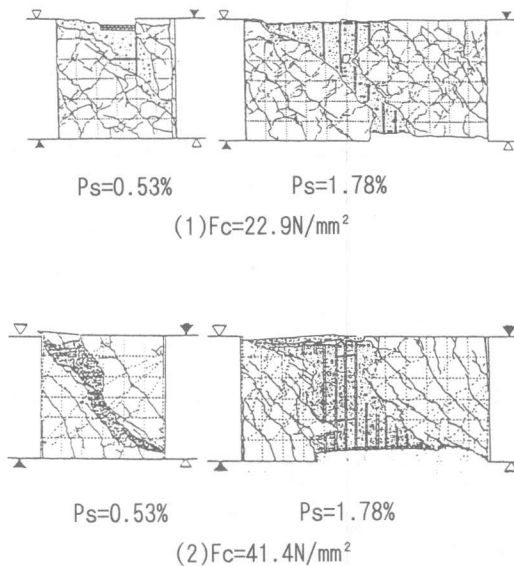 Ps=0.53% Ps=1.78%
(1)Fc=22.9N/mm²
Ps=0.53% Ps=1.78%
(2)Fc=41.4N/mm²